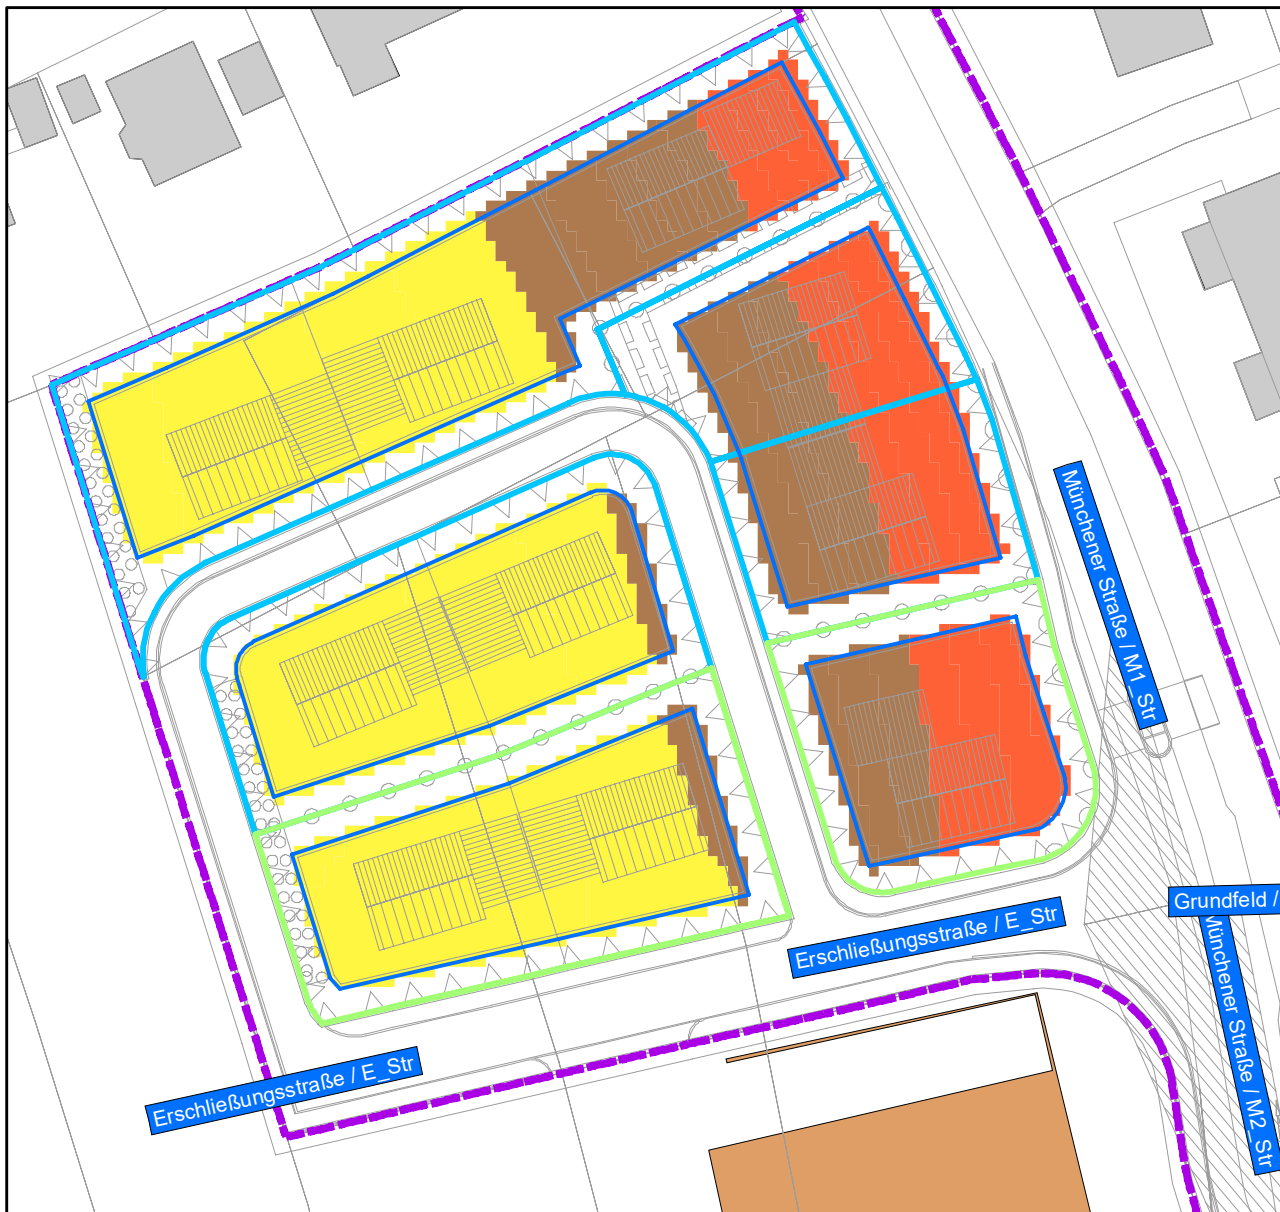 Münchener Straße / M1_Str
Grundfeld /
Erschließungsstraße / E_Str
Münchener Straße / M2_Str
Erschließungsstraße / E_Str